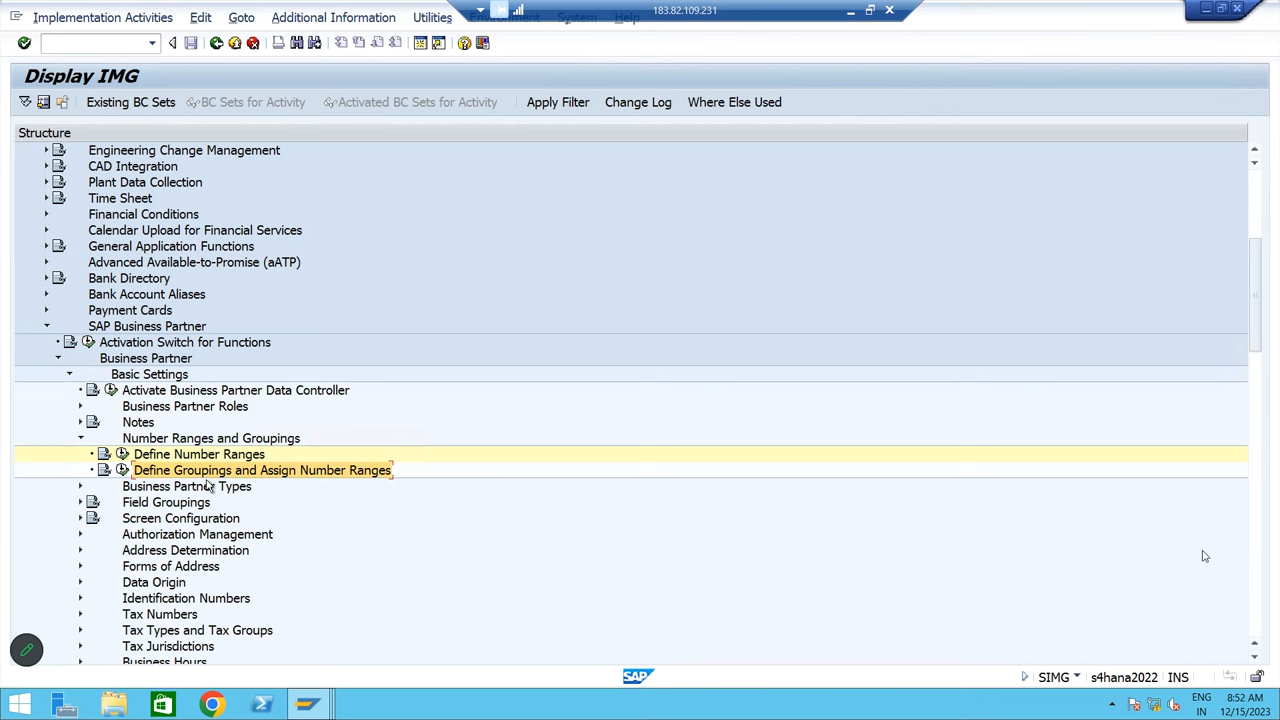 183.82.109.231
Implementation Activities Edit Goto Additional Information Utilities Environment System Help
Display IMG
Existing BC Sets BC Sets for Activity Activated BC Sets for Activity Apply Filter Change Log Where Else Used
Structure
Engineering Change Management
CAD Integration
Plant Data Collection
Time Sheet
Financial Conditions
Calendar Upload for Financial Services
General Application Functions
Advanced Available-to-Promise (aATP)
Bank Directory
Bank Account Aliases
Payment Cards
SAP Business Partner
Activation Switch for Functions
Business Partner
Basic Settings
Activate Business Partner Data Controller
Business Partner Roles
Notes
Number Ranges and Groupings
Define Number Ranges
Define Groupings and Assign Number Ranges
Business Partner Types
Field Groupings
Screen Configuration
Authorization Management
Address Determination
Forms of Address
Data Origin
Identification Numbers
Tax Numbers
Tax Types and Tax Groups
Tax Jurisdictions
Business Hours
SAP SIMG s4hana2022 INS
ENG 8:52 AM
IN 12/15/2023